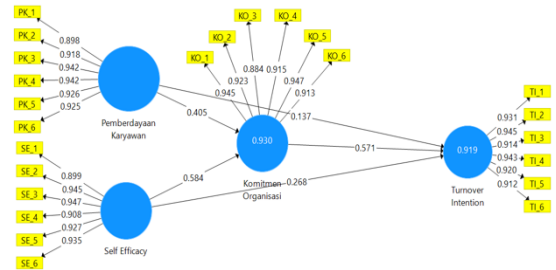 PK_1
PK_2
PK_3
PK_4
PK_5
PK_6
0.898
0.918
0.942
0.942
0.926
0.925
Pemberdayaan
Karyawan
SE_1
SE_2
SE_3
SE_4
SE_5
SE_6
0.899
0.945
0.947
0.908
0.927
0.935
Self Efficacy
KO_1
KO_2
KO_3
KO_4
KO_5
KO_6
0.945
0.923
0.884
0.915
0.947
0.913
0.930
Komitmen
Organisasi
0.405
0.584
0.137
0.571
0.268
0.919
Turnover
Intention
TI_1
TI_2
TI_3
TI_4
TI_5
TI_6
0.931
0.945
0.914
0.943
0.920
0.912